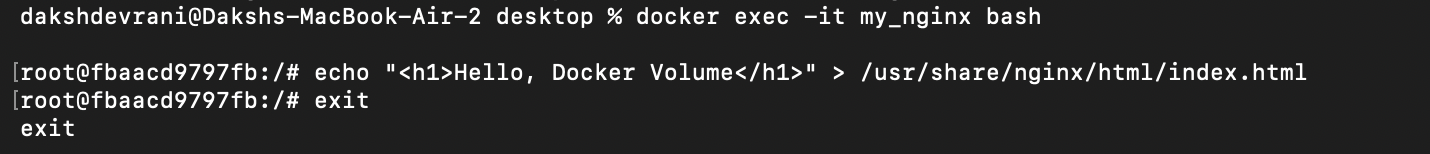 dakshdevrani@Dakshs-MacBook-Air-2 desktop % docker exec -it my_nginx bash
[root@fbaacd9797fb:/# echo "<h1>Hello, Docker Volume</h1>" > /usr/share/nginx/html/index.html
[root@fbaacd9797fb:/# exit
exit